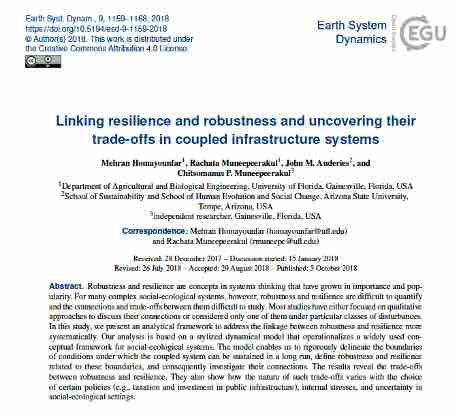 Earth Syst. Dynam., 9, 1159–1168, 2018
https://doi.org/10.5194/esd-9-1159-2018
© Author(s) 2018. This work is distributed under
the Creative Commons Attribution 4.0 License.
Earth System
Dynamics
EGU
Linking resilience and robustness and uncovering their
trade-offs in coupled infrastructure systems
Mehran Homayounfar1, Rachata Muneepeerakul1, John M. Anderies2, and
Chitsomanus P. Muneepeerakul3
1Department of Agricultural and Biological Engineering, University of Florida, Gainesville, Florida, USA
2School of Sustainability and School of Human Evolution and Social Change, Arizona State University,
Tempe, Arizona, USA
3independent researcher, Gainesville, Florida, USA
Correspondence: Mehran Homayounfar (homayounfar@ufl.edu)
and Rachata Muneepeerakul (rmuneepe@ufl.edu)
Received: 28 December 2017 – Discussion started: 15 January 2018
Revised: 26 July 2018 – Accepted: 29 August 2018 – Published: 5 October 2018
Abstract. Robustness and resilience are concepts in systems thinking that have grown in importance and pop-
ularity. For many complex social-ecological systems, however, robustness and resilience are difficult to quantify
and the connections and trade-offs between them difficult to study. Most studies have either focused on qualitative
approaches to discuss their connections or considered only one of them under particular classes of disturbances.
In this study, we present an analytical framework to address the linkage between robustness and resilience more
systematically. Our analysis is based on a stylized dynamical model that operationalizes a widely used con-
ceptual framework for social-ecological systems. The model enables us to rigorously delineate the boundaries
of conditions under which the coupled system can be sustained in a long run, define robustness and resilience
related to these boundaries, and consequently investigate their connections. The results reveal the trade-offs
between robustness and resilience. They also show how the nature of such trade-offs varies with the choice
of certain policies (e.g., taxation and investment in public infrastructure), internal stresses, and uncertainty in
social-ecological settings.